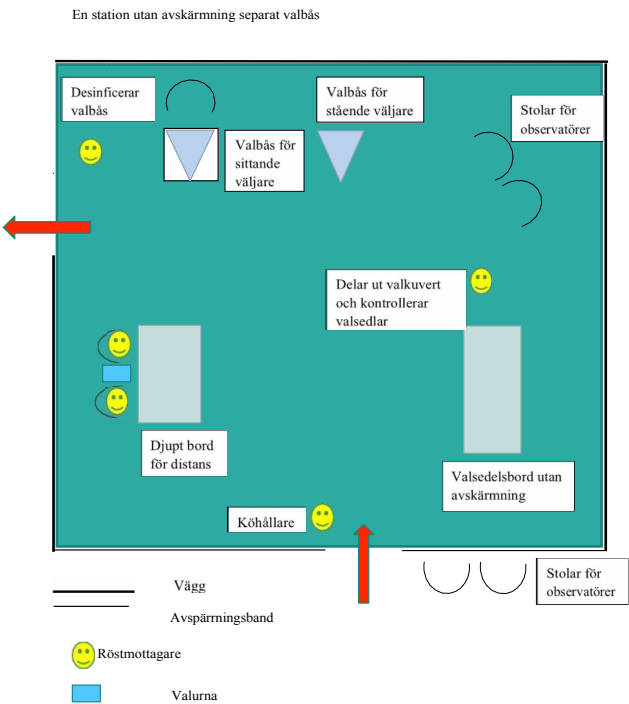 En station utan avskärmning separat valbås
Desinficerar
valbås
Valbås för
stående väljare
Stolar för
observatörer
Valbås för
sittande
väljare
Delar ut valkuvert
och kontrollerar
valsedlar
Djupt bord
för distans
Valsedelsbord utan
avskärmning
Köhållare
Stolar för
observatörer
Vägg
Avspärrningsband
Röstmottagare
Valurna